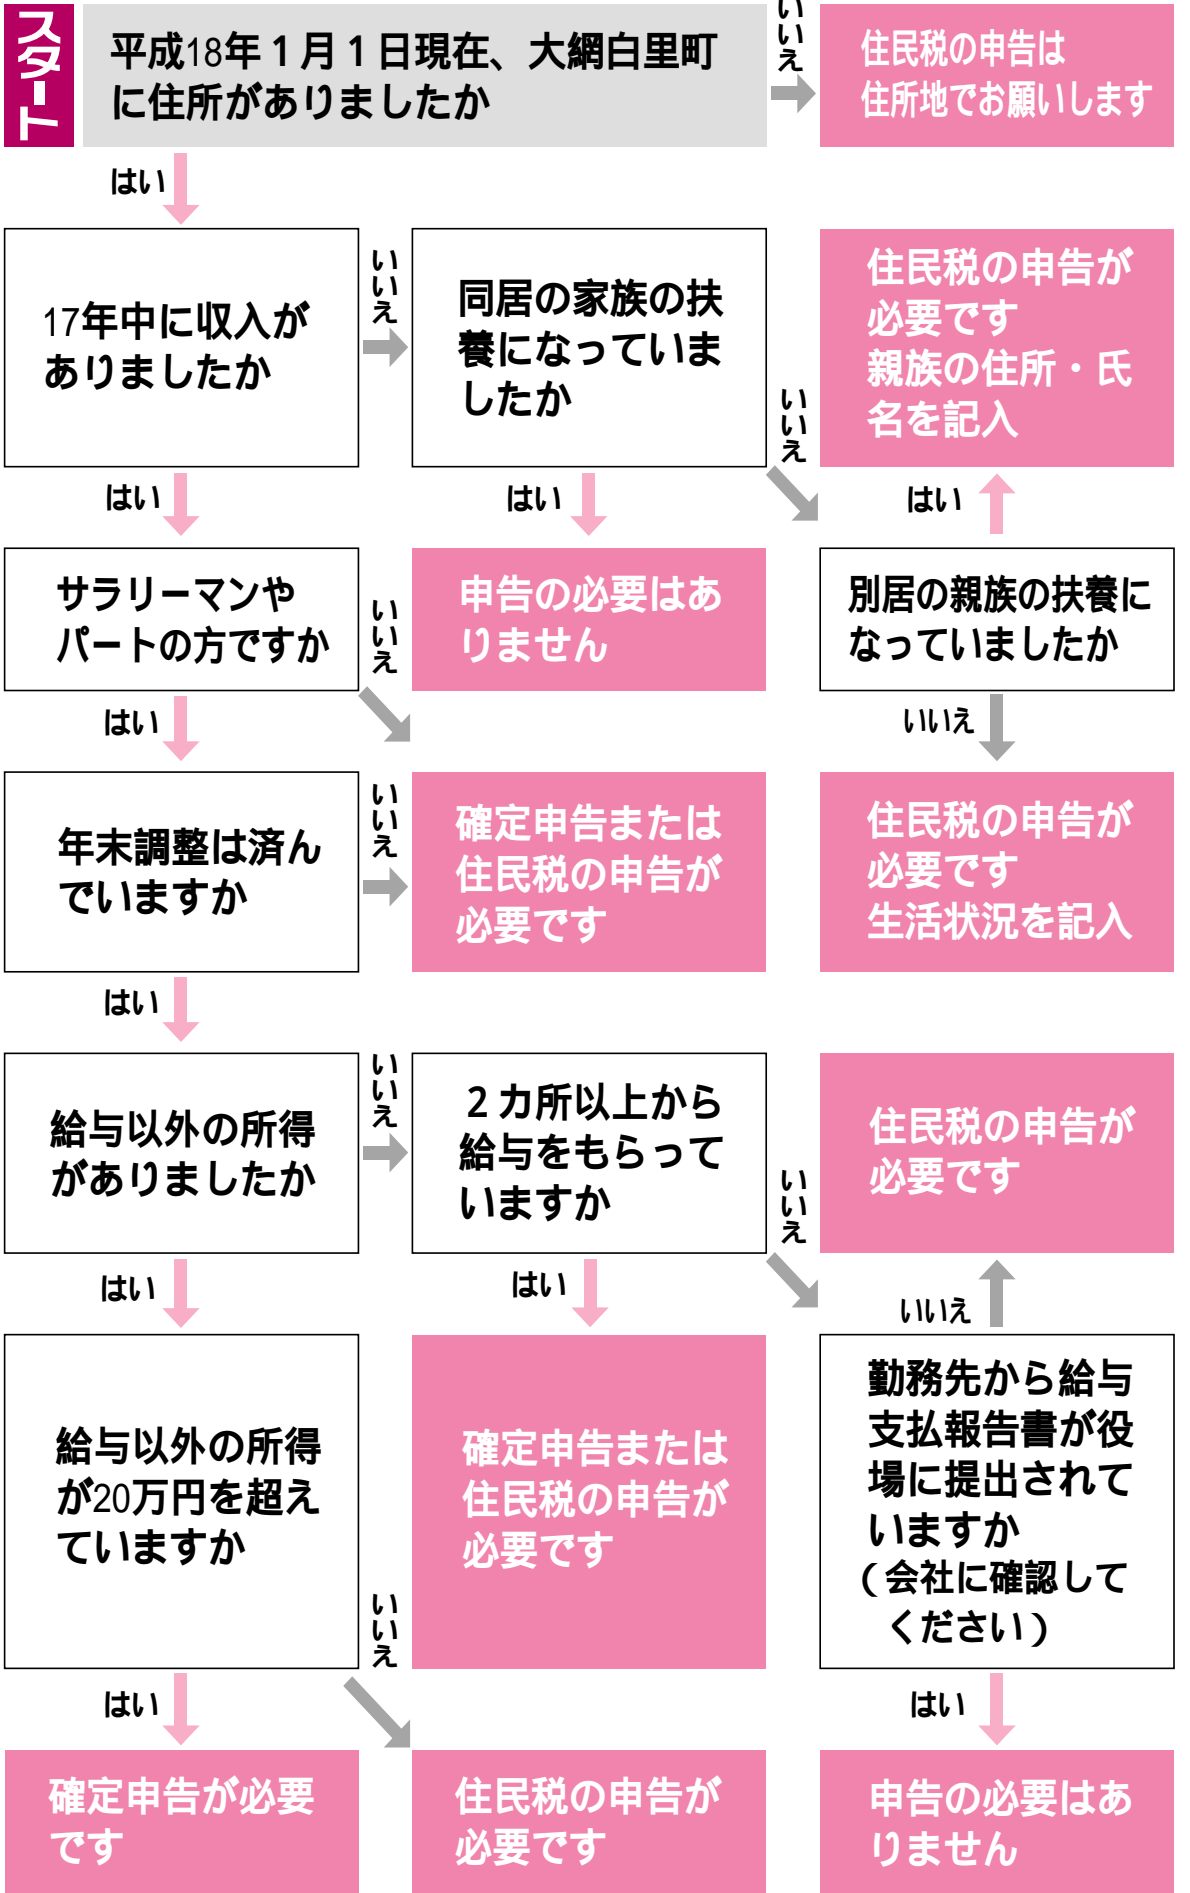 スタート
平成18年１月１日現在、大網白里町
に住所がありましたか
いいえ
住民税の申告は
住所地でお願いします
はい
17年中に収入が
ありましたか
いいえ
同居の家族の扶
養になっていま
したか
いいえ
住民税の申告が
必要です
親族の住所・氏
名を記入
はい
はい
はい
サラリーマンや
パートの方ですか
いいえ
申告の必要はあ
りません
別居の親族の扶養に
なっていましたか
はい
いいえ
年末調整は済ん
でいますか
いいえ
確定申告または
住民税の申告が
必要です
住民税の申告が
必要です
生活状況を記入
はい
給与以外の所得
がありましたか
いいえ
２カ所以上から
給与をもらって
いますか
いいえ
住民税の申告が
必要です
はい
はい
いいえ
給与以外の所得
が20万円を超え
ていますか
いいえ
確定申告または
住民税の申告が
必要です
勤務先から給与
支払報告書が役
場に提出されて
いますか
（会社に確認して
ください）
はい
はい
確定申告が必要
です
住民税の申告が
必要です
申告の必要はあ
りません